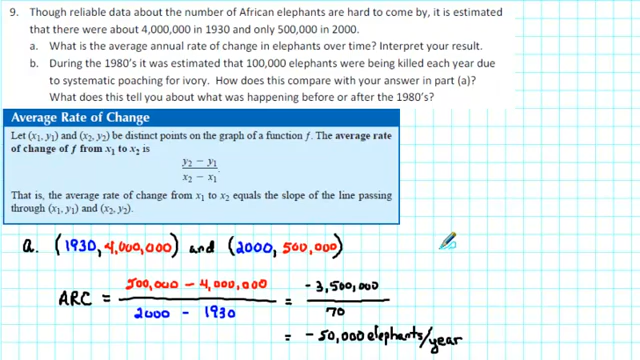 9. Though reliable data about the number of African elephants are hard to come by, it is estimated
that there were about 4,000,000 in 1930 and only 500,000 in 2000.
a. What is the average annual rate of change in elephants over time? Interpret your result.
b. During the 1980's it was estimated that 100,000 elephants were being killed each year due
to systematic poaching for ivory. How does this compare with your answer in part (a)?
What does this tell you about what was happening before or after the 1980's?
Average Rate of Change
Let (x₁, y₁) and (x₂, y₂) be distinct points on the graph of a function f. The average rate
of change of f from x₁ to x₂ is
y₂ − y₁
x₂ − x₁
.
That is, the average rate of change from x₁ to x₂ equals the slope of the line passing
through (x₁, y₁) and (x₂, y₂).
a. (1930, 4,000,000) and (2000, 500,000)
ARC = 500,000 − 4,000,000 / 2000 − 1930 = −3,500,000 / 70
= −50,000 elephants/year